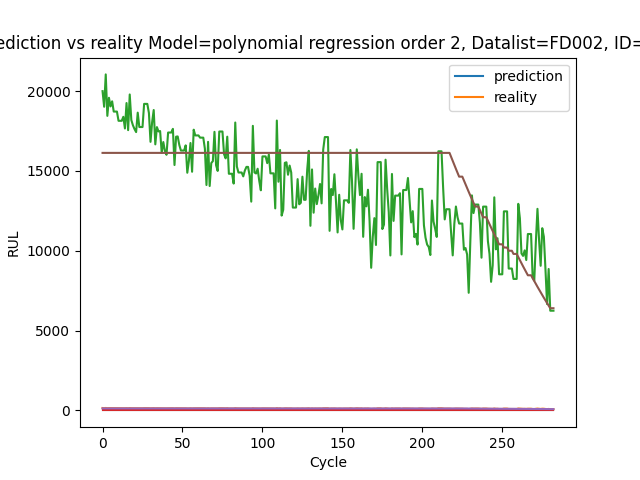 ediction vs reality Model=polynomial regression order 2, Datalist=FD002, ID=
prediction
reality
20000
15000
10000
5000
0
RUL
0 50 100 150 200 250
Cycle